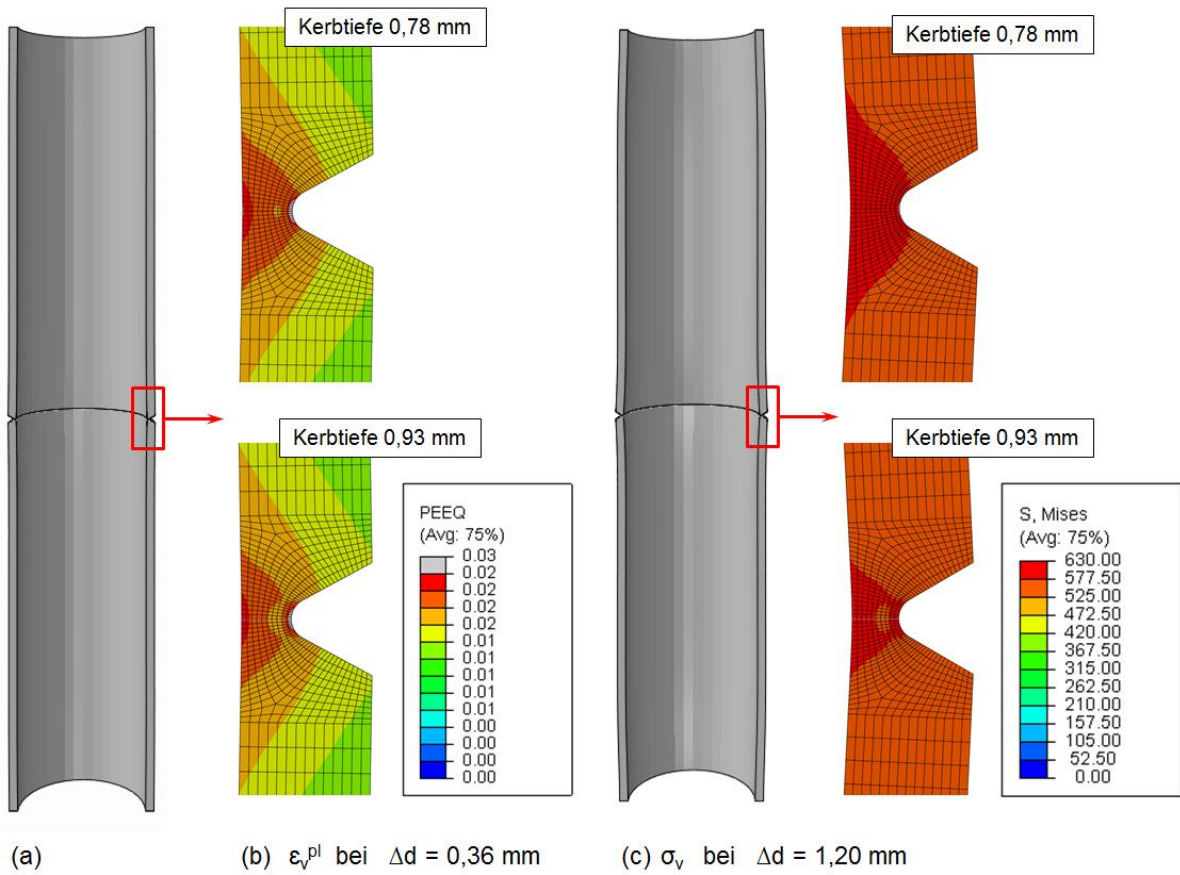 Kerbtiefe 0,78 mm
Kerbtiefe 0,78 mm
Kerbtiefe 0,93 mm
PEEQ
(Avg: 75%)
0.03
0.02
0.02
0.02
0.01
0.01
0.01
0.01
0.01
0.00
0.00
0.00
0.00
Kerbtiefe 0,93 mm
S, Mises
(Avg: 75%)
630.00
577.50
525.00
472.50
420.00
367.50
315.00
262.50
210.00
157.50
105.00
52.50
0.00
(a)
(b) εᵥᵖˡ bei Δd = 0,36 mm
(c) σᵥ bei Δd = 1,20 mm